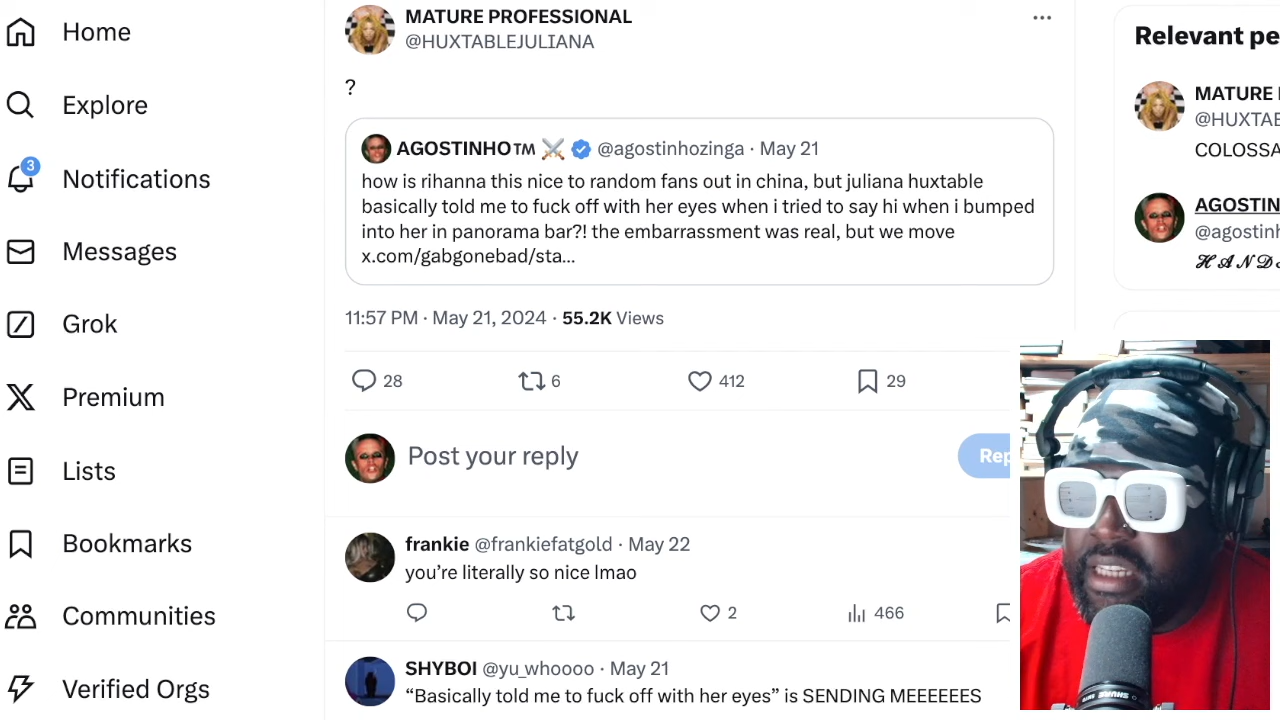 Home
Explore
3
Notifications
Messages
Grok
Premium
Lists
Bookmarks
Communities
Verified Orgs
MATURE PROFESSIONAL
@HUXTABLEJULIANA
?
AGOSTINHO™ ⚔️ @agostinhozinga · May 21
how is rihanna this nice to random fans out in china, but juliana huxtable
basically told me to fuck off with her eyes when i tried to say hi when i bumped
into her in panorama bar?! the embarrassment was real, but we move
x.com/gabgonebad/sta...
11:57 PM · May 21, 2024 · 55.2K Views
28 6 412 29
Post your reply
Rep
frankie @frankiefatgold · May 22
you're literally so nice lmao
2 466
SHYBOI @yu_whoooo · May 21
“Basically told me to fuck off with her eyes” is SENDING MEEEEEES
Relevant pe
MATURE
@HUXTAB
COLOSSA
AGOSTIN
@agostinh
𝓗 𝓐 𝓝 𝓓
SHURE